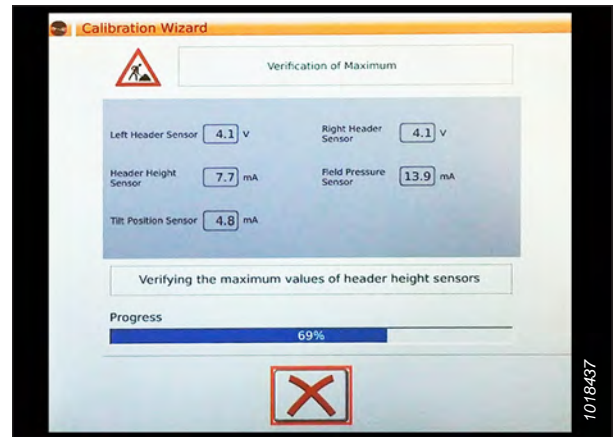 Calibration Wizard
Verification of Maximum
Left Header Sensor 4.1 V
Right Header
Sensor 4.1 V
Header Height
Sensor 7.7 mA
Field Pressure
Sensor 13.9 mA
Tilt Position Sensor 4.8 mA
Verifying the maximum values of header height sensors
Progress
69%
1018437